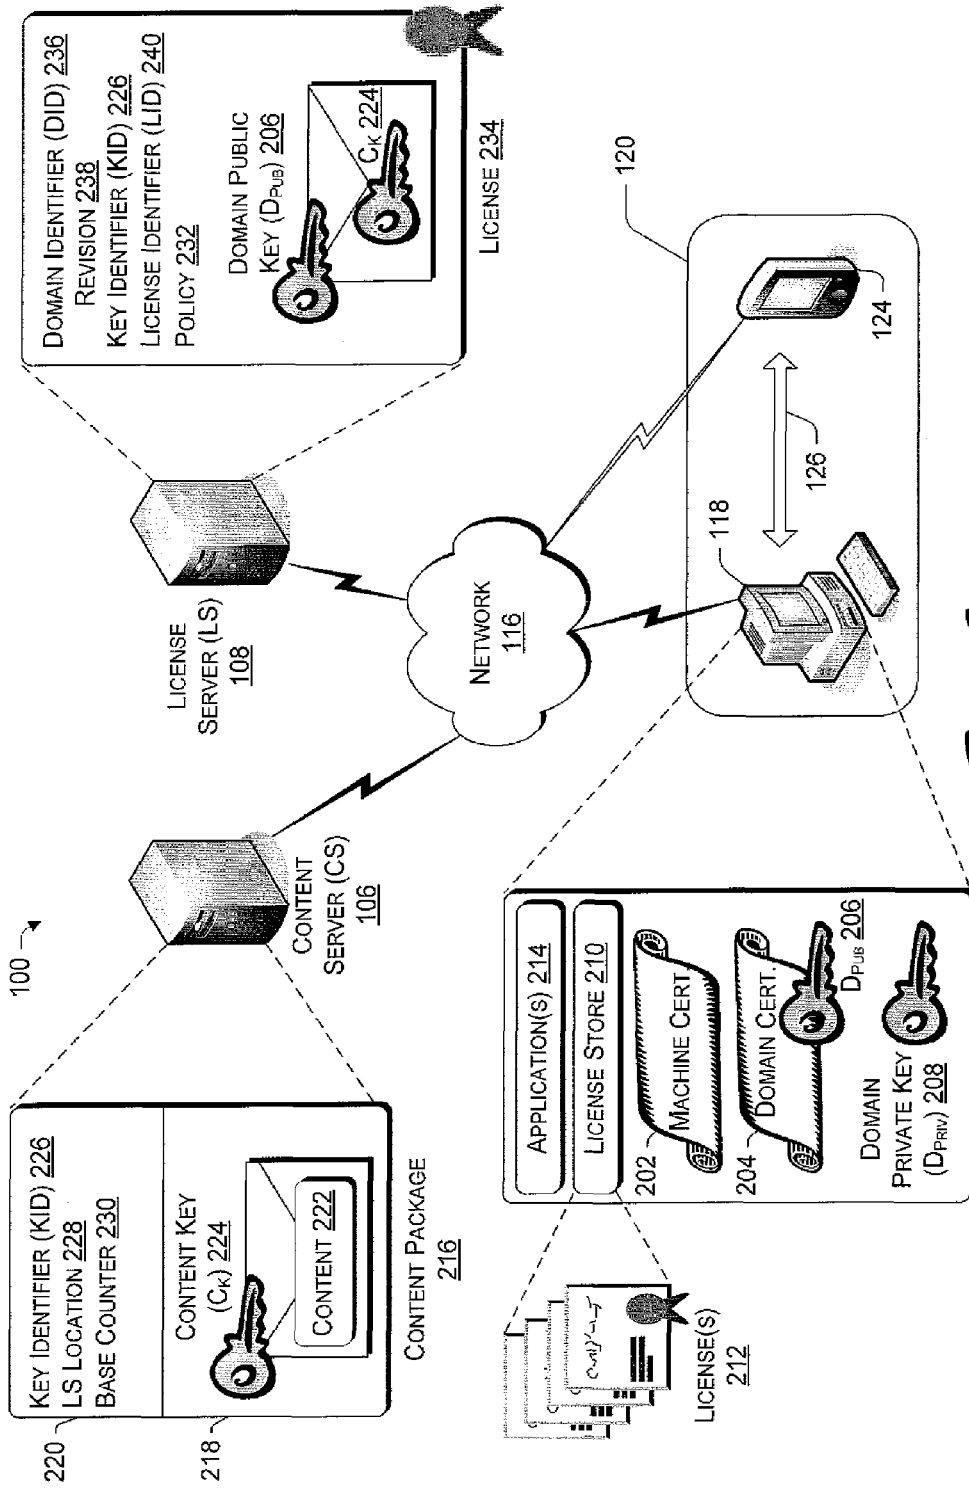 100
KEY IDENTIFIER (KID) 226
LS LOCATION 228
BASE COUNTER 230
CONTENT KEY
(CK) 224
CONTENT 222
220
218
CONTENT PACKAGE
216
CONTENT
SERVER (CS)
106
LICENSE
SERVER (LS)
108
DOMAIN IDENTIFIER (DID) 236
REVISION 238
KEY IDENTIFIER (KID) 226
LICENSE IDENTIFIER (LID) 240
POLICY 232
DOMAIN PUBLIC
KEY (DPUB) 206
CK 224
LICENSE 234
NETWORK
116
LICENSE(S)
212
APPLICATION(S) 214
LICENSE STORE 210
202
MACHINE CERT.
204
DOMAIN CERT.
DPUB 206
DOMAIN
PRIVATE KEY
(DPRIV) 208
118
126
124
120